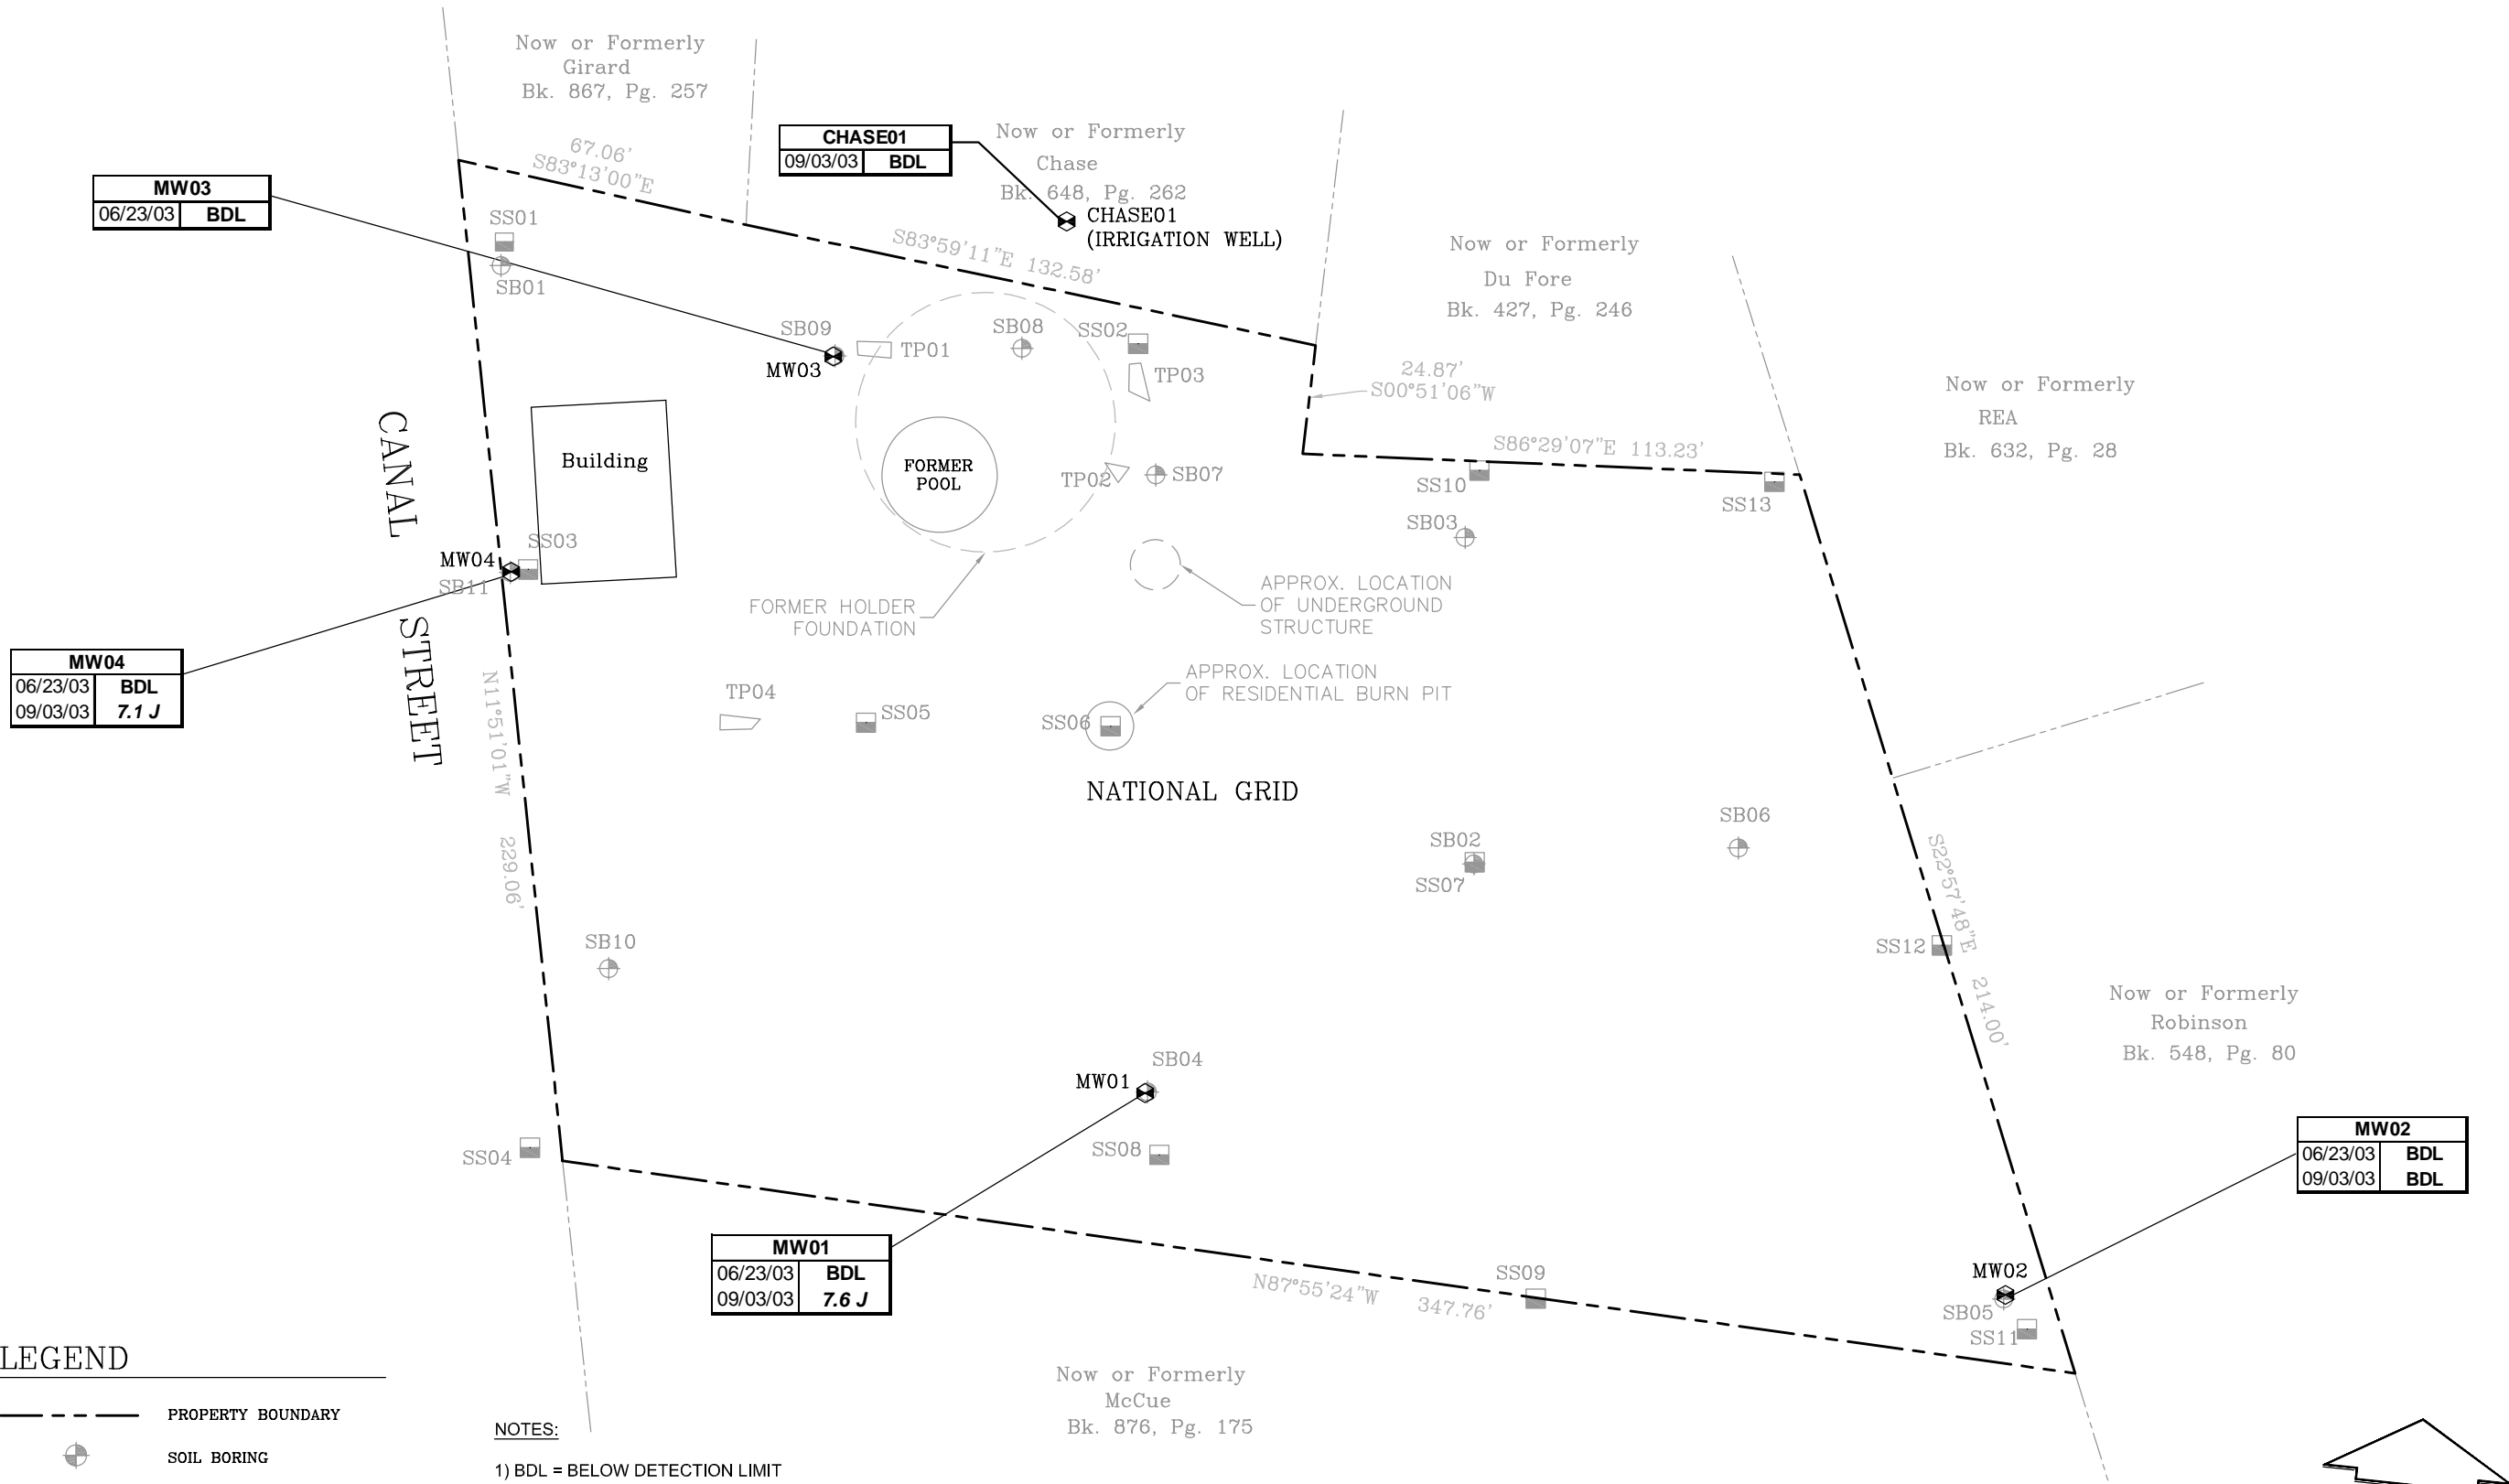 Now or Formerly
Girard
Bk. 867, Pg. 257
67.06'
S83°13'00"E
CHASE01
09/03/03 BDL
Now or Formerly
Chase
Bk. 648, Pg. 262
CHASE01
(IRRIGATION WELL)
MW03
06/23/03 BDL
SS01
SB01
S83°59'11"E 132.58'
Now or Formerly
Du Fore
Bk. 427, Pg. 246
SB09
MW03
TP01
SB08
SS02
TP03
24.87'
S00°51'06"W
Now or Formerly
REA
Bk. 632, Pg. 28
CANAL STREET
Building
FORMER
POOL
TP02
SB07
S86°29'07"E 113.23'
SS10
SS13
SB03
MW04
SS03
SB11
FORMER HOLDER
FOUNDATION
APPROX. LOCATION
OF UNDERGROUND
STRUCTURE
MW04
06/23/03 BDL
09/03/03 7.1 J
N11°51'01"W 229.06'
TP04
SS05
SS06
APPROX. LOCATION
OF RESIDENTIAL BURN PIT
NATIONAL GRID
SB02
SS07
SB06
S22°57'48"E 214.00'
SB10
SS12
Now or Formerly
Robinson
Bk. 548, Pg. 80
SB04
MW01
SS08
SS04
MW02
06/23/03 BDL
09/03/03 BDL
MW01
06/23/03 BDL
09/03/03 7.6 J
N87°55'24"W 347.76'
SS09
MW02
SB05
SS11
Now or Formerly
McCue
Bk. 876, Pg. 175
LEGEND
PROPERTY BOUNDARY
SOIL BORING
NOTES:
1) BDL = BELOW DETECTION LIMIT